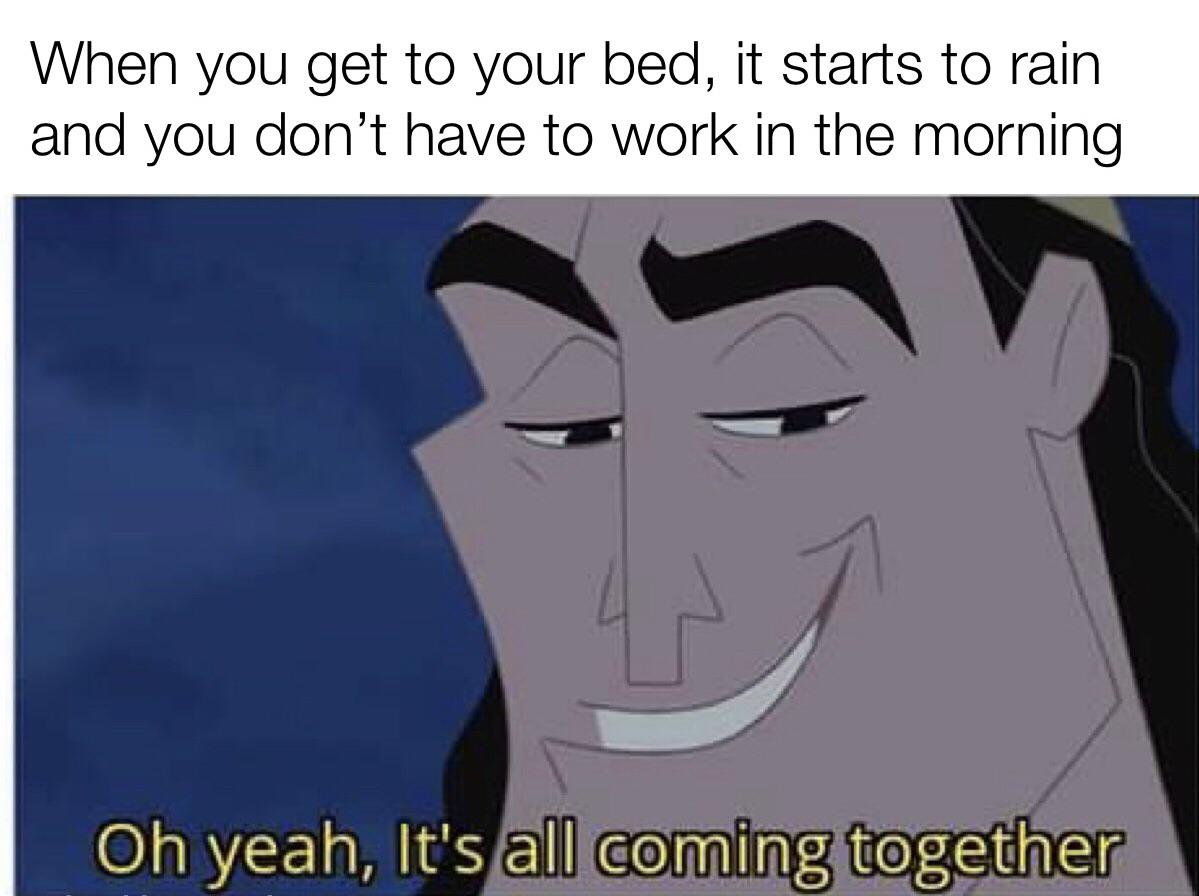 When you get to your bed, it starts to rain
and you don’t have to work in the morning
Oh yeah, It's all coming together